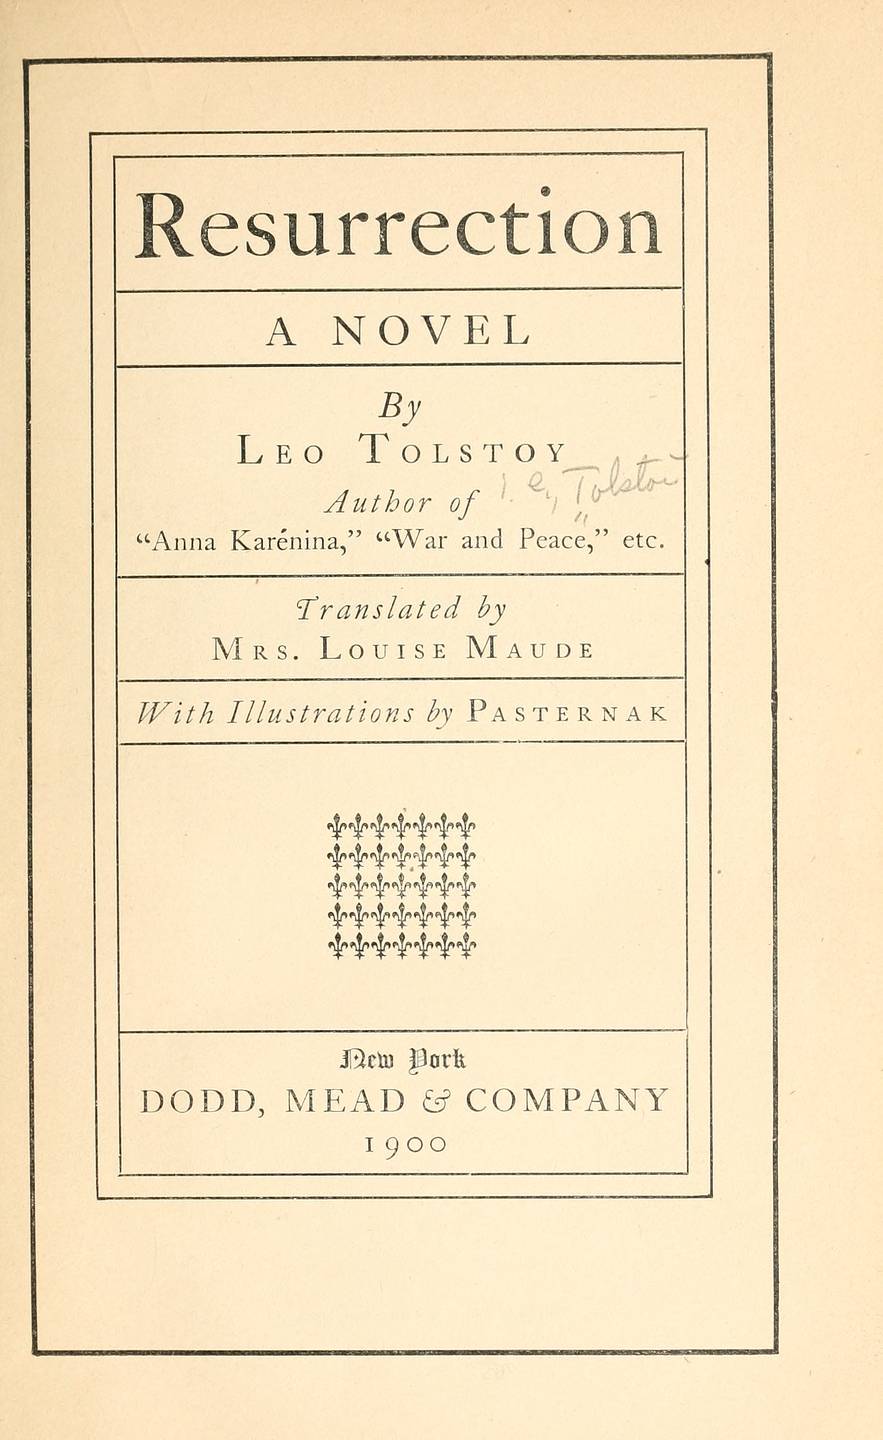 Resurrection
A NOVEL
By
LEO TOLSTOY
Author of
Tolstoï
“Anna Karénina,” “War and Peace,” etc.
Translated by
MRS. LOUISE MAUDE
With Illustrations by PASTERNAK
New York
DODD, MEAD & COMPANY
1900